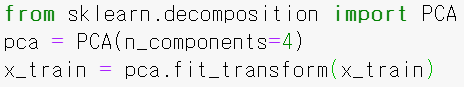 from sklearn.decomposition import PCA
pca = PCA(n_components=4)
x_train = pca.fit_transform(x_train)